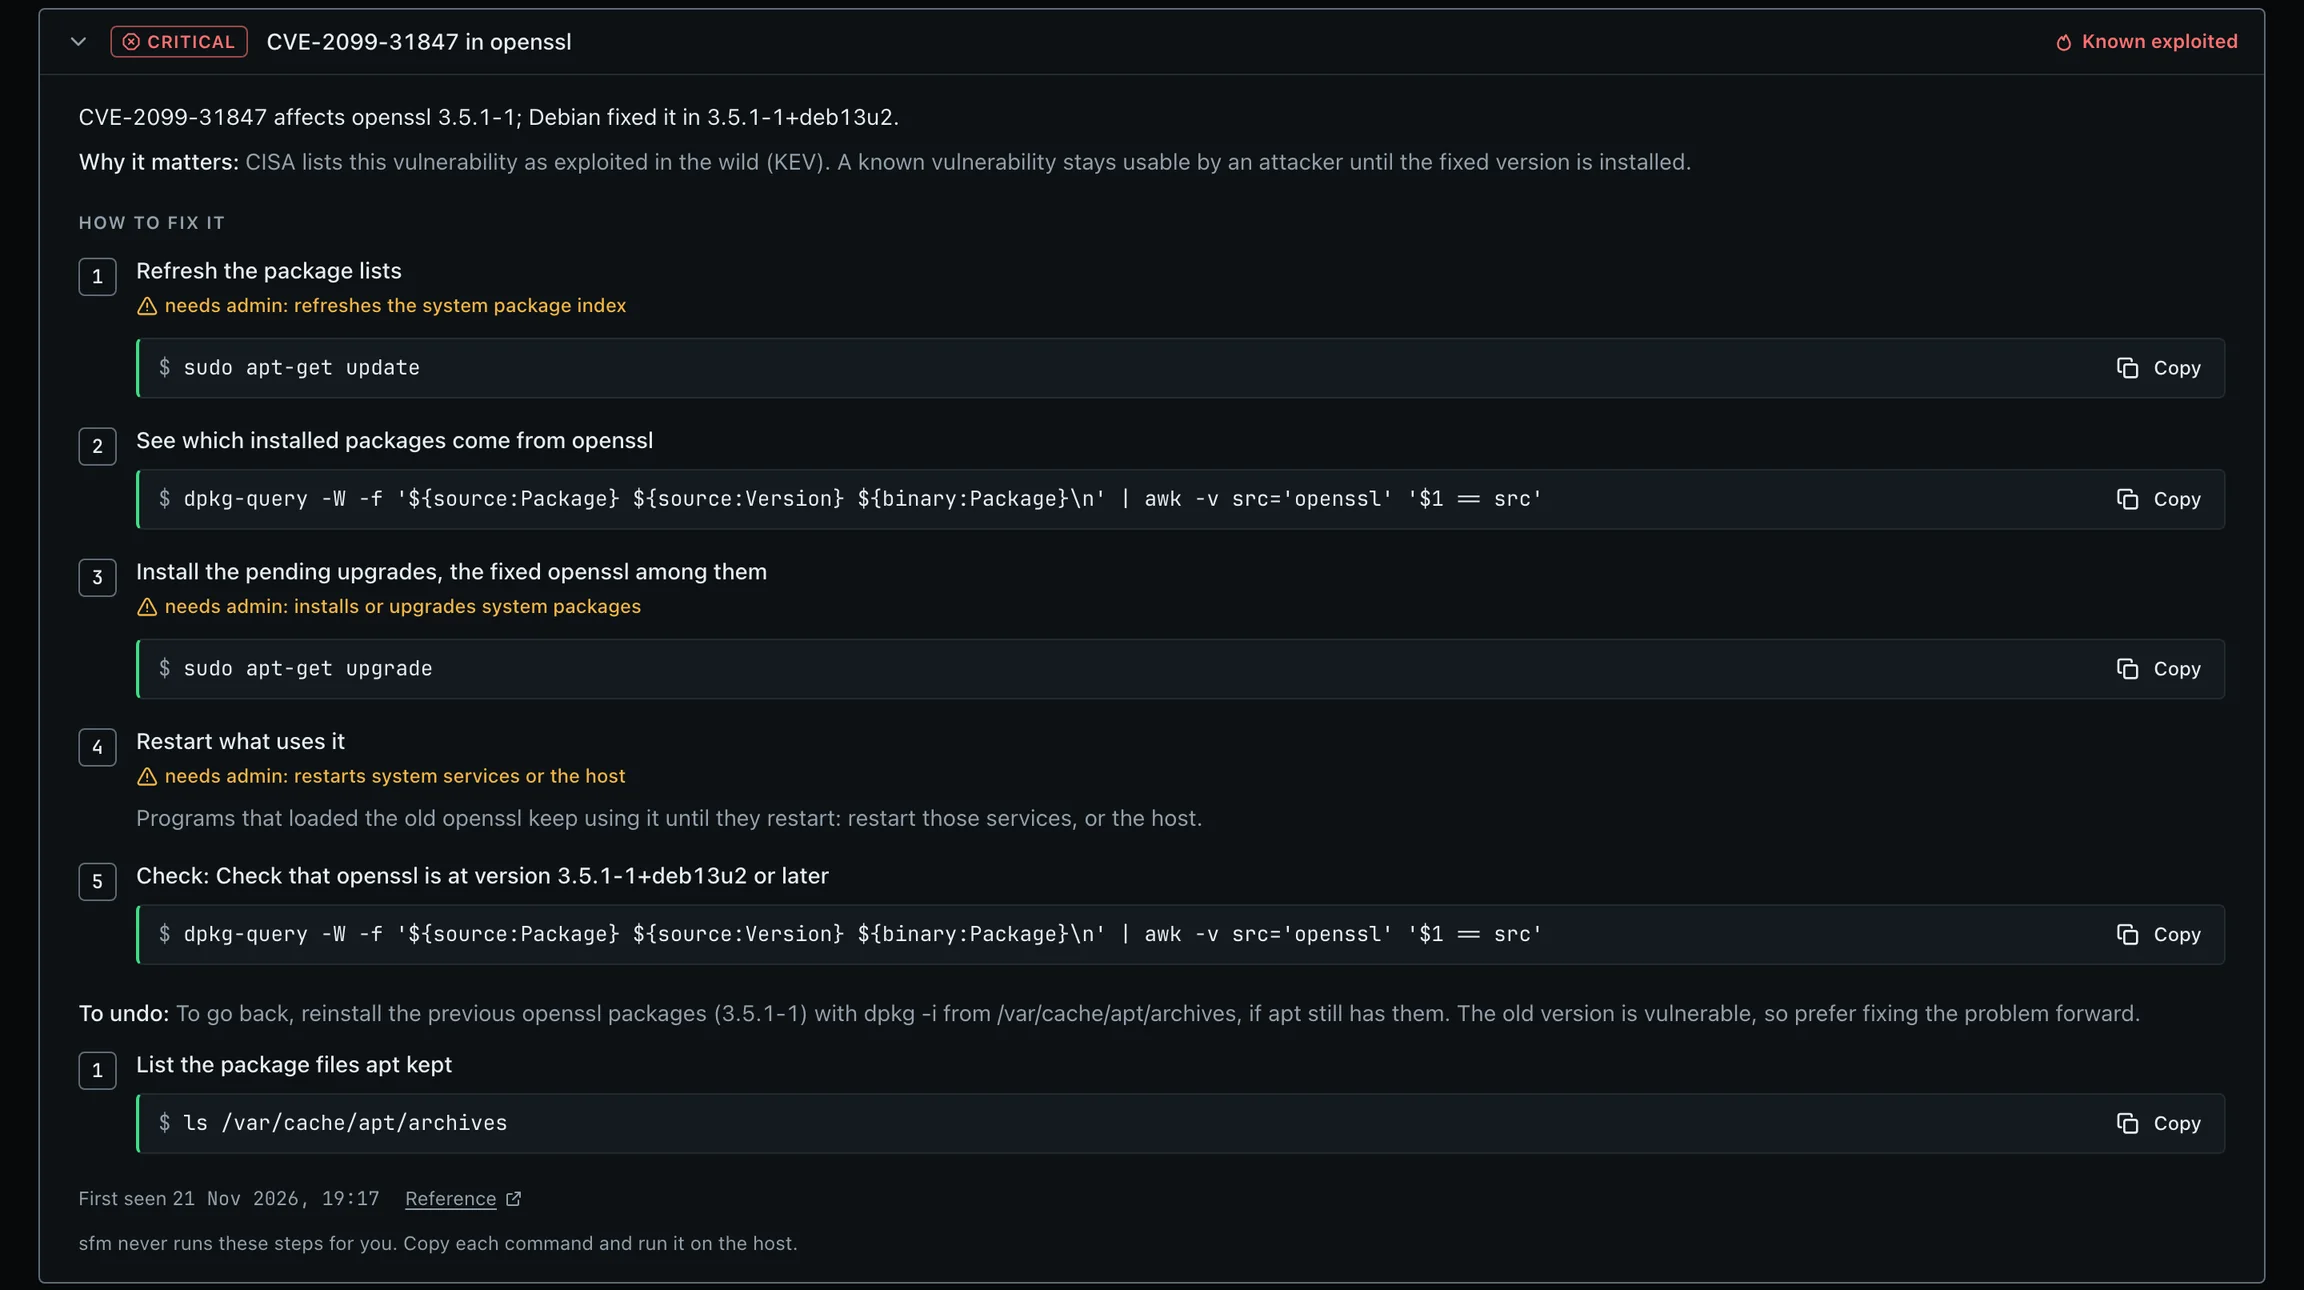 CRITICAL CVE-2099-31847 in openssl Known exploited
CVE-2099-31847 affects openssl 3.5.1-1; Debian fixed it in 3.5.1-1+deb13u2.
Why it matters: CISA lists this vulnerability as exploited in the wild (KEV). A known vulnerability stays usable by an attacker until the fixed version is installed.
HOW TO FIX IT
1 Refresh the package lists
needs admin: refreshes the system package index
$ sudo apt-get update Copy
2 See which installed packages come from openssl
$ dpkg-query -W -f '${source:Package} ${source:Version} ${binary:Package}\n' | awk -v src='openssl' '$1 == src' Copy
3 Install the pending upgrades, the fixed openssl among them
needs admin: installs or upgrades system packages
$ sudo apt-get upgrade Copy
4 Restart what uses it
needs admin: restarts system services or the host
Programs that loaded the old openssl keep using it until they restart: restart those services, or the host.
5 Check: Check that openssl is at version 3.5.1-1+deb13u2 or later
$ dpkg-query -W -f '${source:Package} ${source:Version} ${binary:Package}\n' | awk -v src='openssl' '$1 == src' Copy
To undo: To go back, reinstall the previous openssl packages (3.5.1-1) with dpkg -i from /var/cache/apt/archives, if apt still has them. The old version is vulnerable, so prefer fixing the problem forward.
1 List the package files apt kept
$ ls /var/cache/apt/archives Copy
First seen 21 Nov 2026, 19:17 Reference
sfm never runs these steps for you. Copy each command and run it on the host.